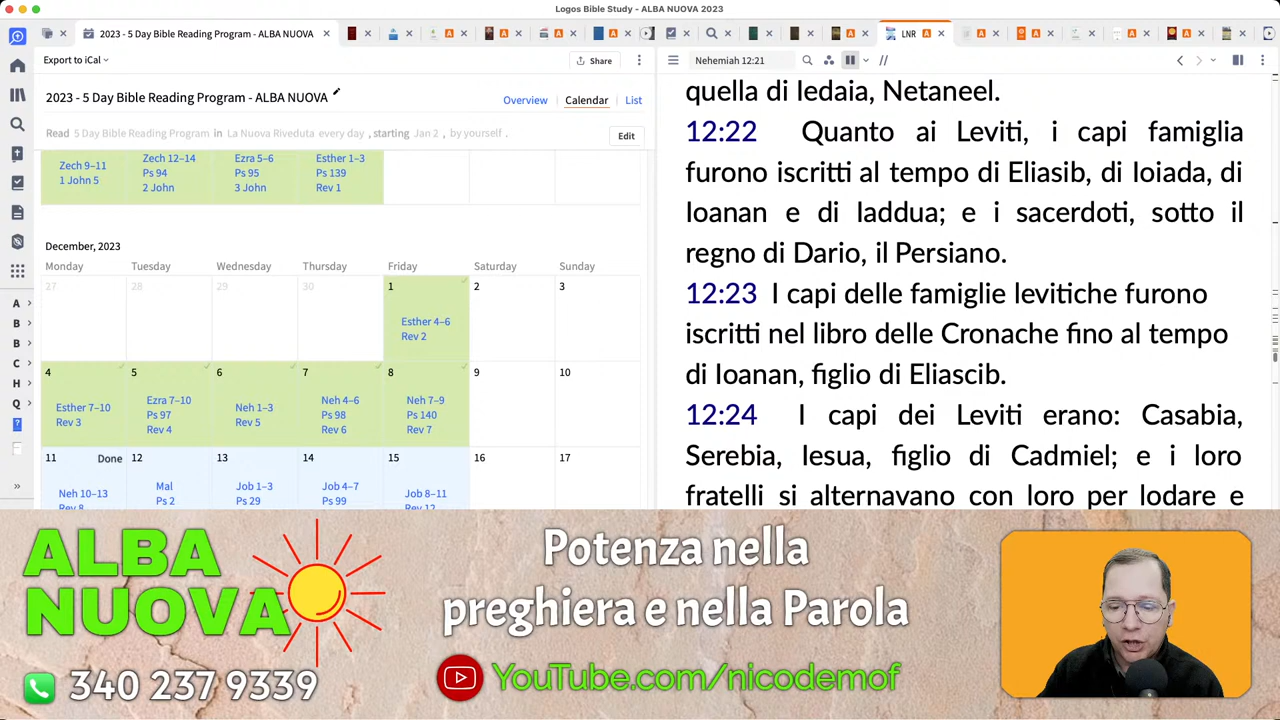 Logos Bible Study - ALBA NUOVA 2023
2023 - 5 Day Bible Reading Program - ALBA NUOVA
LNR
Export to iCal
Share
Nehemiah 12:21
2023 - 5 Day Bible Reading Program - ALBA NUOVA
Overview
Calendar
List
Read 5 Day Bible Reading Program in La Nuova Riveduta every day , starting Jan 2 , by yourself .
Edit
Zech 9–11
1 John 5
Zech 12–14
Ps 94
2 John
Ezra 5–6
Ps 95
3 John
Esther 1–3
Ps 139
Rev 1
December, 2023
Monday Tuesday Wednesday Thursday Friday Saturday Sunday
27 28 29 30 1 2 3
Esther 4–6
Rev 2
4 5 6 7 8 9 10
Esther 7–10
Rev 3
Ezra 7–10
Ps 97
Rev 4
Neh 1–3
Rev 5
Neh 4–6
Ps 98
Rev 6
Neh 7–9
Ps 140
Rev 7
11 Done 12 13 14 15 16 17
Neh 10–13
Rev 8
Mal
Ps 2
Job 1–3
Ps 29
Job 4–7
Ps 99
Job 8–11
Rev 12
A
B
B
C
H
Q
?
quella di Iedaia, Netaneel.
12:22 Quanto ai Leviti, i capi famiglia
furono iscritti al tempo di Eliasib, di Ioiada, di
Ioanan e di Iaddua; e i sacerdoti, sotto il
regno di Dario, il Persiano.
12:23 I capi delle famiglie levitiche furono
iscritti nel libro delle Cronache fino al tempo
di Ioanan, figlio di Eliascib.
12:24 I capi dei Leviti erano: Casabia,
Serebia, Iesua, figlio di Cadmiel; e i loro
fratelli si alternavano con loro per lodare e
ALBA
NUOVA
340 237 9339
Potenza nella
preghiera e nella Parola
YouTube.com/nicodemof